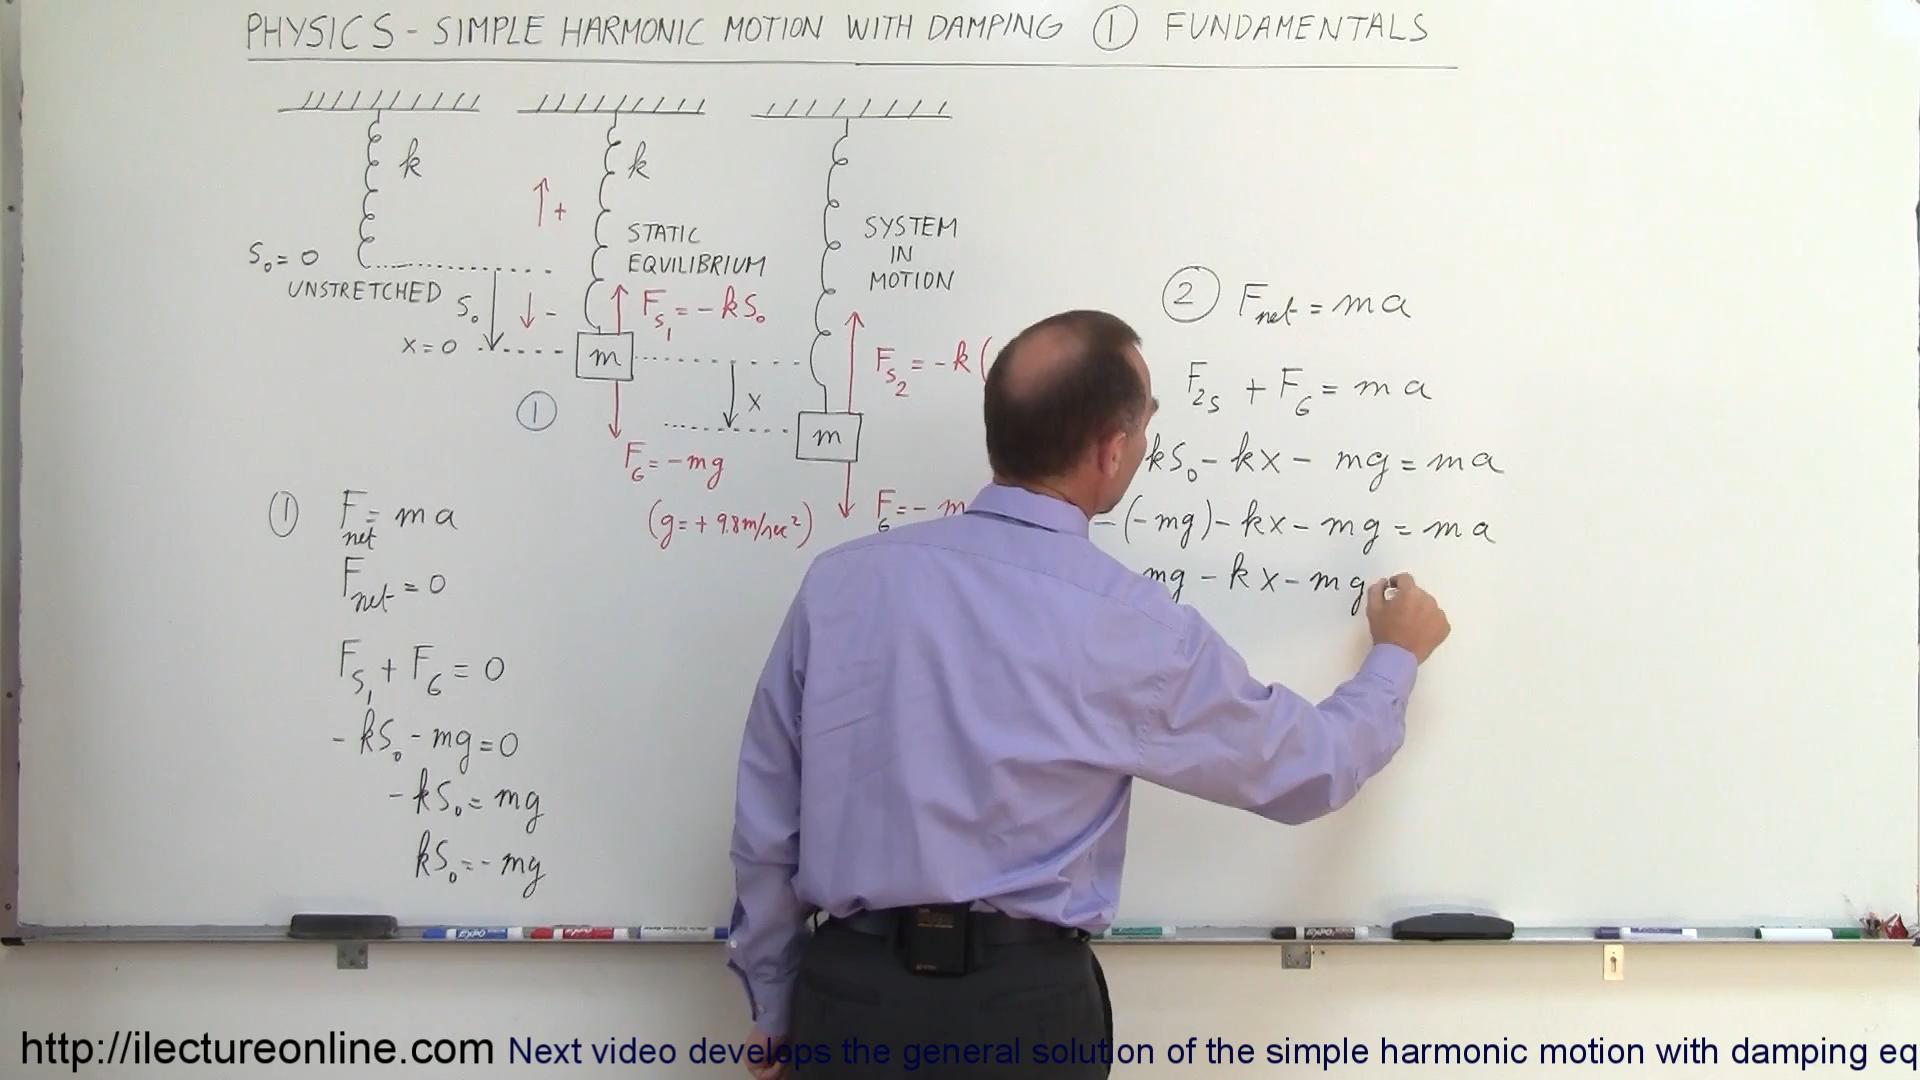 PHYSICS - SIMPLE HARMONIC MOTION WITH DAMPING ① FUNDAMENTALS
k
S₀ = 0
UNSTRETCHED
S₀
x = 0
↑ +
↓ -
k
STATIC
EQUILIBRIUM
F_S₁ = - kS₀
m
①
F_G = - mg
(g = + 9.8 m/sec²)
SYSTEM
IN
MOTION
x
F_S₂ = - k (
m
F_G = - m
① F_net = ma
F_net = 0
F_S₁ + F_G = 0
- kS₀ - mg = 0
- kS₀ = mg
kS₀ = - mg
② F_net = ma
F_2S + F_G = ma
kS₀ - kx - mg = ma
- (- mg) - kx - mg = ma
mg - kx - mg
http://ilectureonline.com Next video develops the general solution of the simple harmonic motion with damping eq